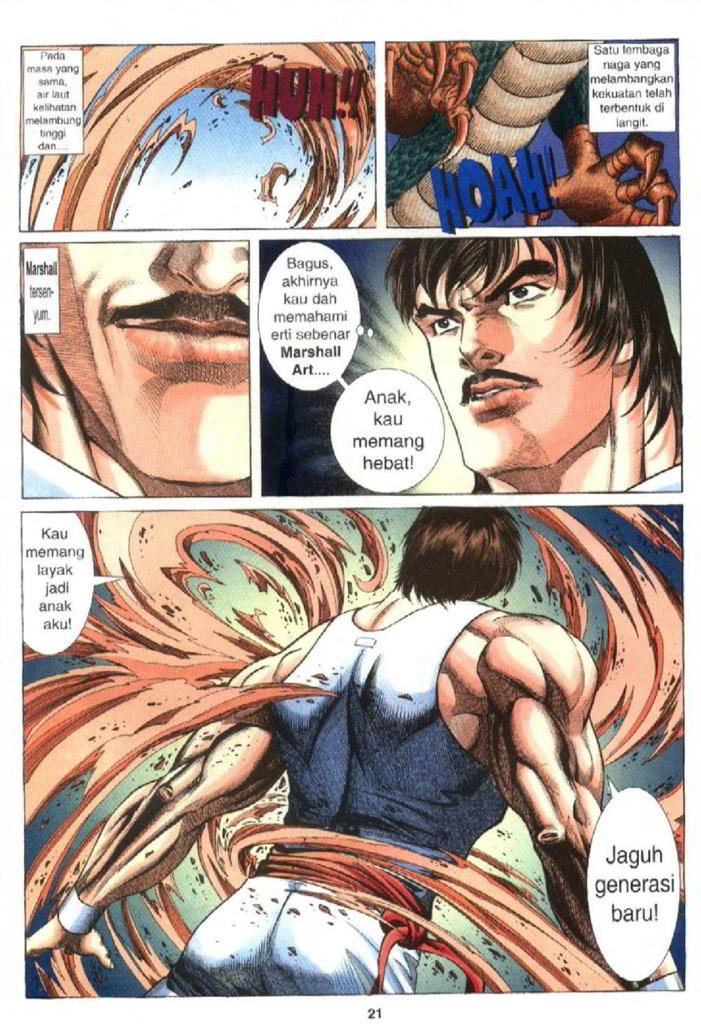 Pada
masa yang
sama,
air laut
kelihatan
melambung
tinggi
dan....
HUH!!
Satu lembaga
naga yang
melambangkan
kekuatan telah
terbentuk di
langit.
HOAH!!
Marshall
tersen-
yum.
Bagus,
akhirnya
kau dah
memahami
erti sebenar
Marshall
Art....
Anak,
kau
memang
hebat!
Kau
memang
layak
jadi
anak
aku!
Jaguh
generasi
baru!
21